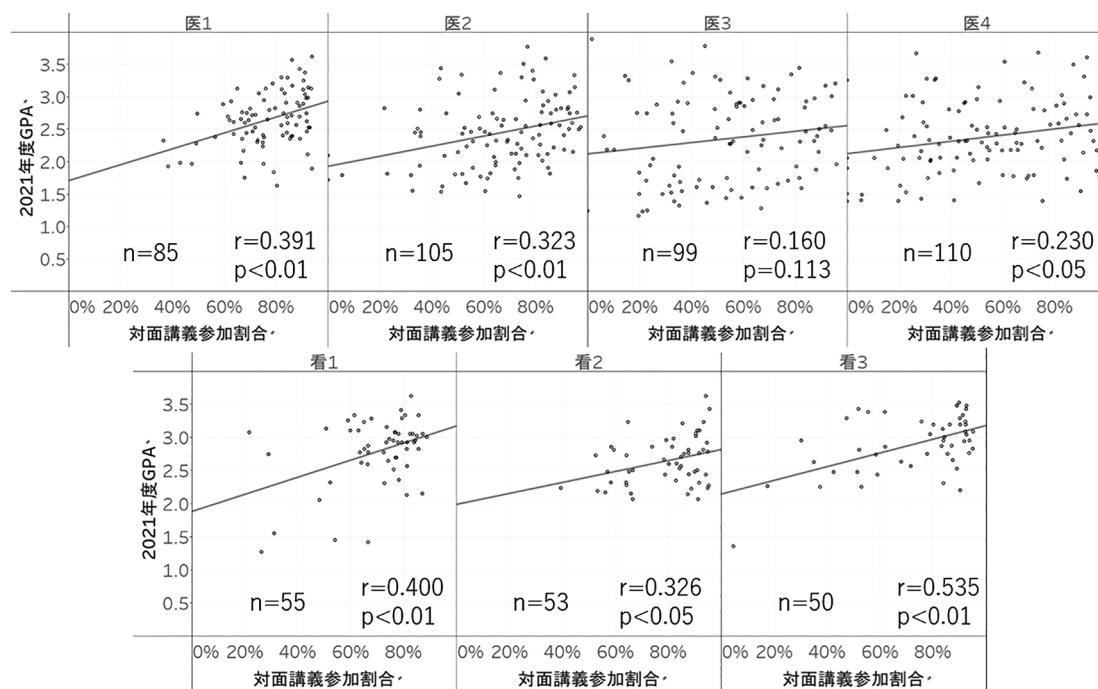 医1 医2 医3 医4
2021年度GPA
3.5
3.0
2.5
2.0
1.5
1.0
0.5
n=85 r=0.391
p<0.01
n=105 r=0.323
p<0.01
n=99 r=0.160
p=0.113
n=110 r=0.230
p<0.05
0% 20% 40% 60% 80% 0% 20% 40% 60% 80% 0% 20% 40% 60% 80% 0% 20% 40% 60% 80%
対面講義参加割合 対面講義参加割合 対面講義参加割合 対面講義参加割合
看1 看2 看3
2021年度GPA
3.5
3.0
2.5
2.0
1.5
1.0
0.5
n=55 r=0.400
p<0.01
n=53 r=0.326
p<0.05
n=50 r=0.535
p<0.01
0% 20% 40% 60% 80% 0% 20% 40% 60% 80% 0% 20% 40% 60% 80%
対面講義参加割合 対面講義参加割合 対面講義参加割合